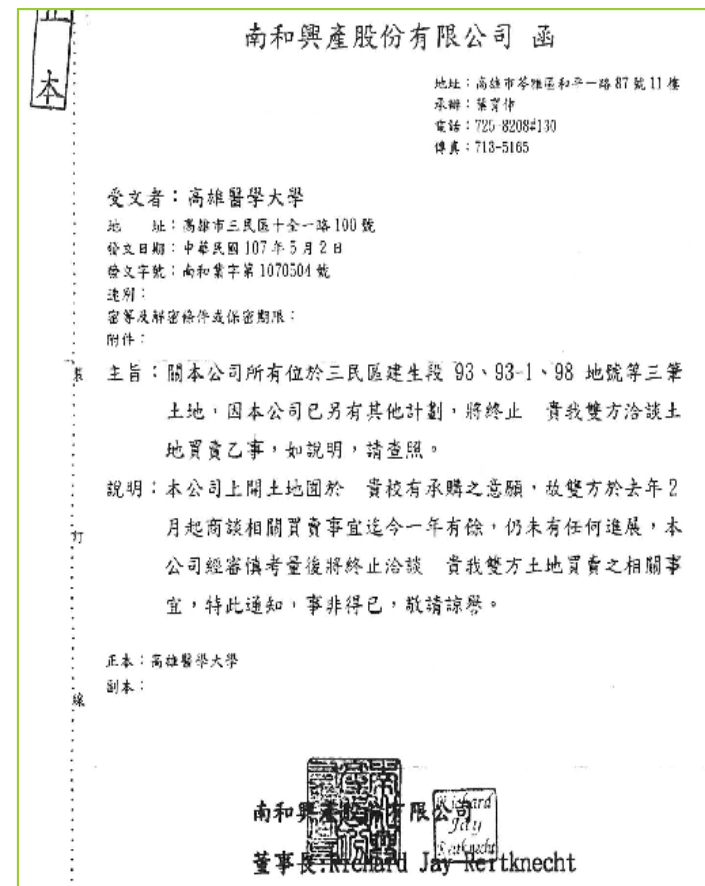 正本
南和興產股份有限公司 函
地址：高雄市苓雅區和平一路87號11樓
承辦：葉育伸
電話：725-8208#130
傳真：713-5165
受文者：高雄醫學大學
地 址：高雄市三民區十全一路100號
發文日期：中華民國107年5月2日
發文字號：南和業字第1070504號
速別：
密等及解密條件或保密期限：
附件：
主旨：關本公司所有位於三民區建生段 93、93-1、98 地號等三筆
土地，因本公司已另有其他計劃，將終止 貴我雙方洽談土
地買賣乙事，如說明，請查照。
說明：本公司上開土地囿於 貴校有承購之意願，故雙方於去年2
月起商談相關買賣事宜迄今一年有餘，仍未有任何進展，本
公司經審慎考量後將終止洽談 貴我雙方土地買賣之相關事
宜，特此通知，事非得已，敬請諒詧。
正本：高雄醫學大學
副本：
裝
訂
線
南和興產股份有限公司
董事長:Richard Jay Reitknecht
Richard
Jay
Reitknecht